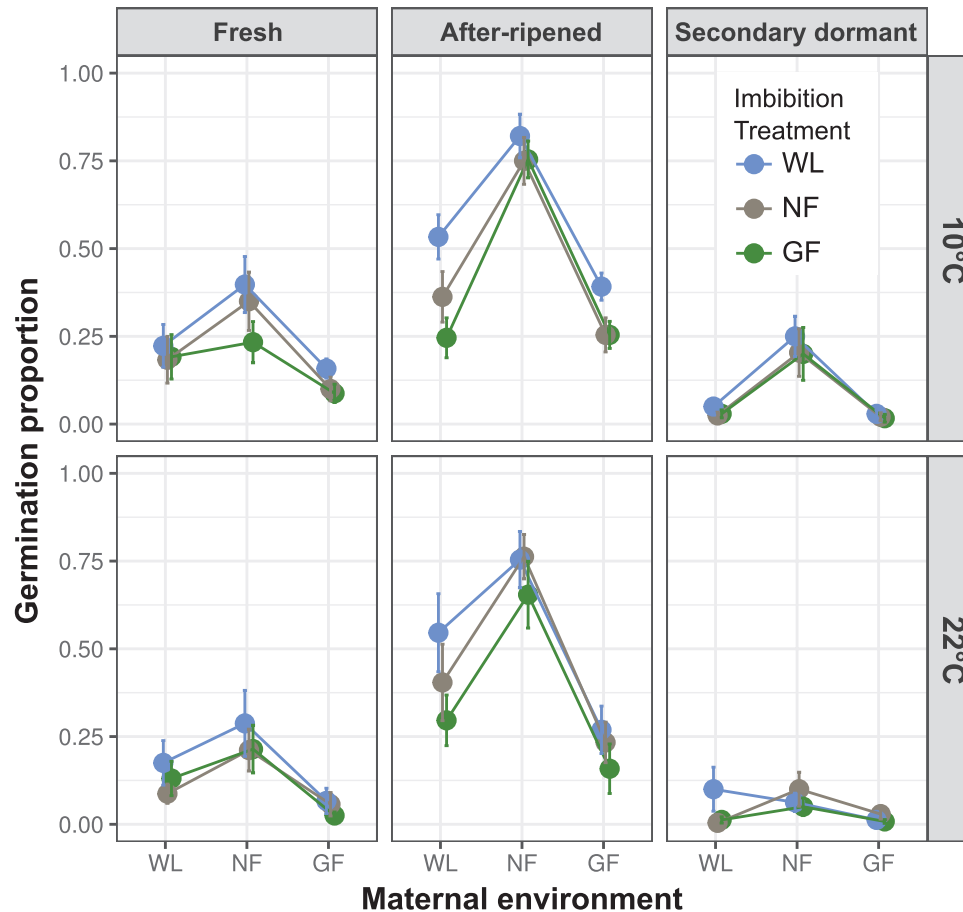 Fresh
After-ripened
Secondary dormant
1.00
0.75
0.50
0.25
0.00
Imbibition
Treatment
WL
NF
GF
10°C
1.00
0.75
0.50
0.25
0.00
22°C
Germination proportion
WL NF GF
WL NF GF
WL NF GF
Maternal environment